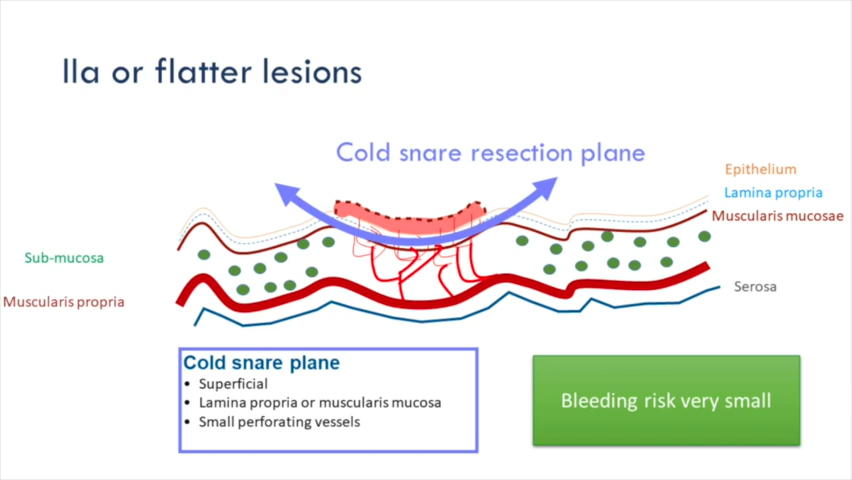 IIa or flatter lesions
Cold snare resection plane
Epithelium
Lamina propria
Muscularis mucosae
Sub-mucosa
Serosa
Muscularis propria
Cold snare plane
• Superficial
• Lamina propria or muscularis mucosa
• Small perforating vessels
Bleeding risk very small